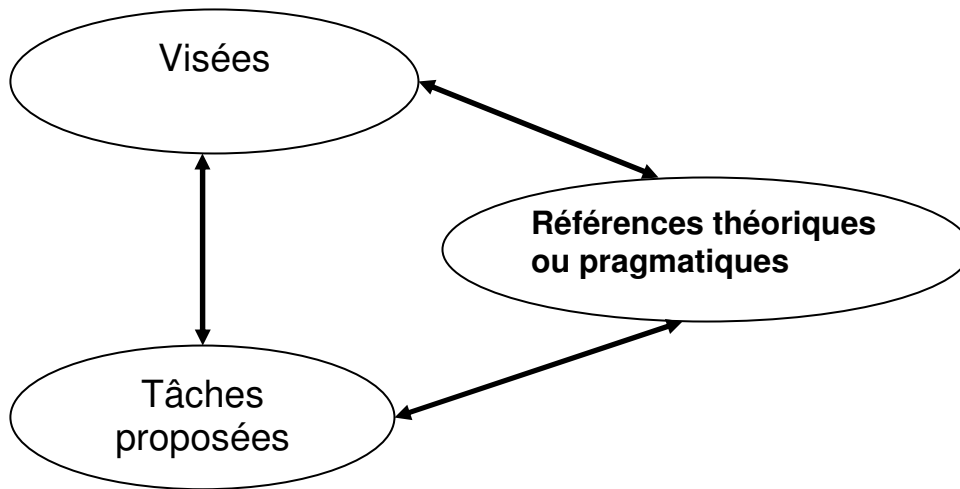 Visées
Références théoriques
ou pragmatiques
Tâches
proposées